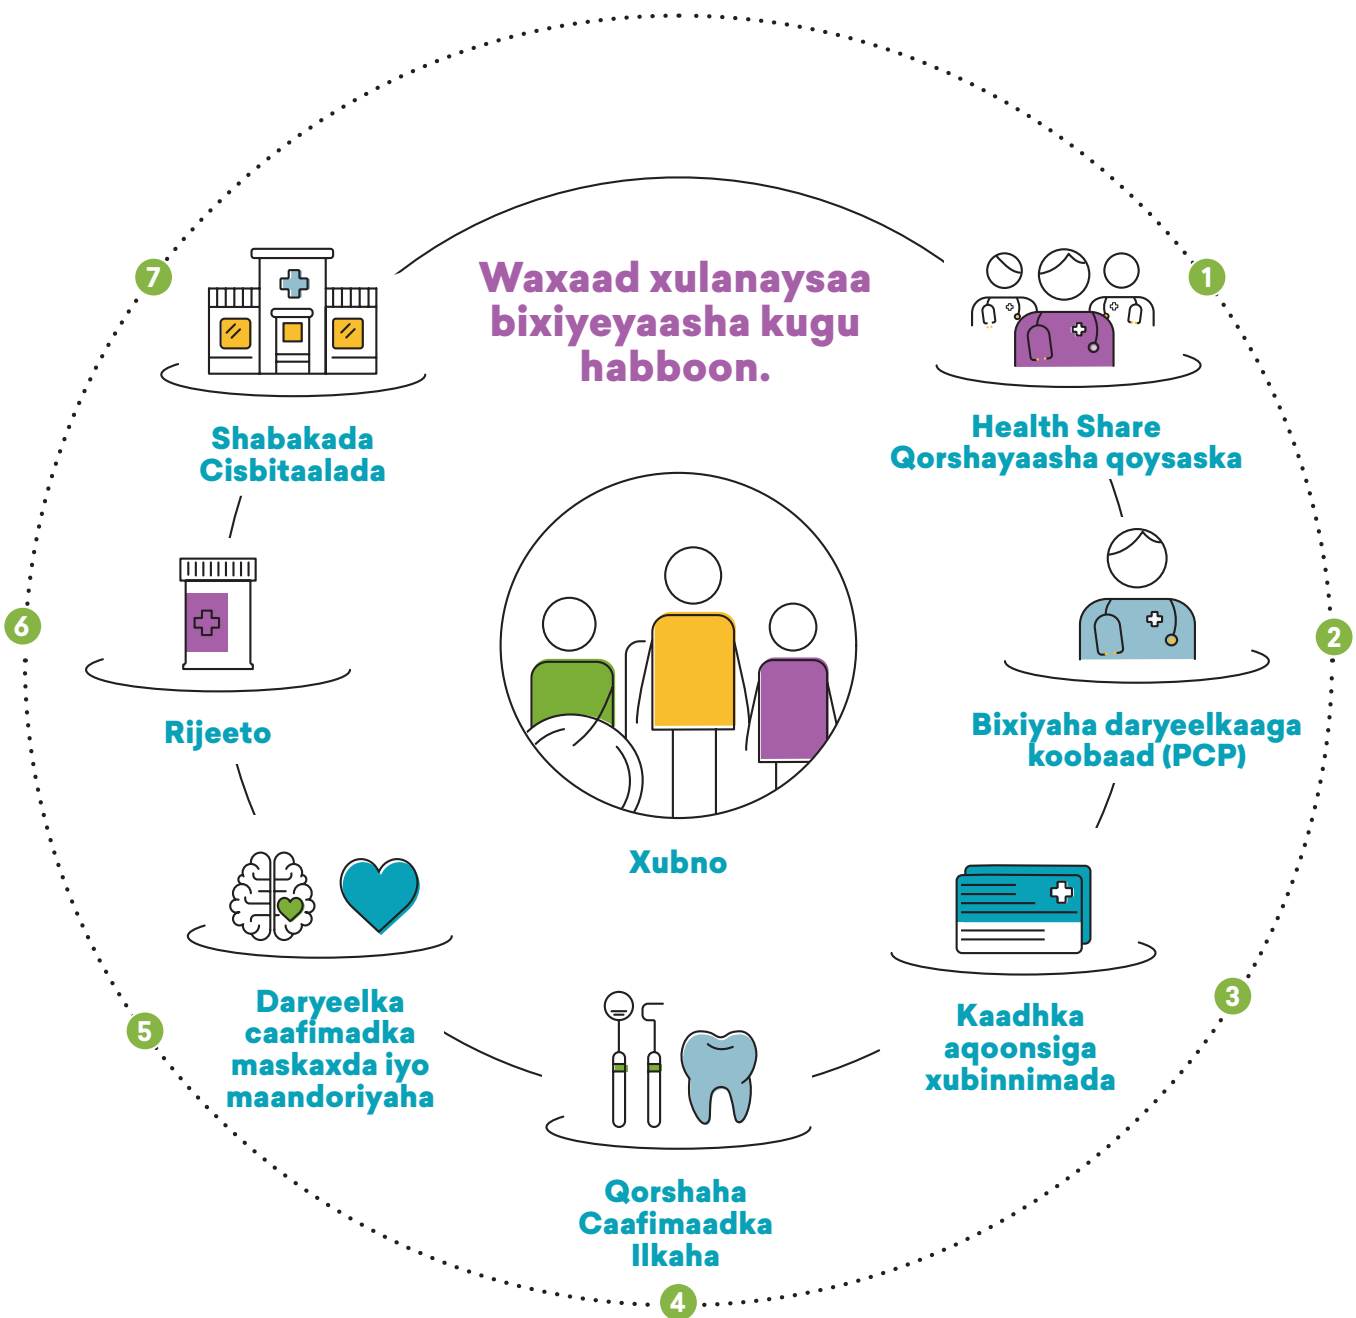 Waxaad xulanaysaa
bixiyeyaasha kugu
habboon.
1
Health Share
Qorshayaasha qoysaska
2
Bixiyaha daryeelkaaga
koobaad (PCP)
3
Kaadhka
aqoonsiga
xubinnimada
4
Qorshaha
Caafimaadka
Ilkaha
5
Daryeelka
caafimadka
maskaxda iyo
maandoriyaha
6
Rijeeto
7
Shabakada
Cisbitaalada
Xubno